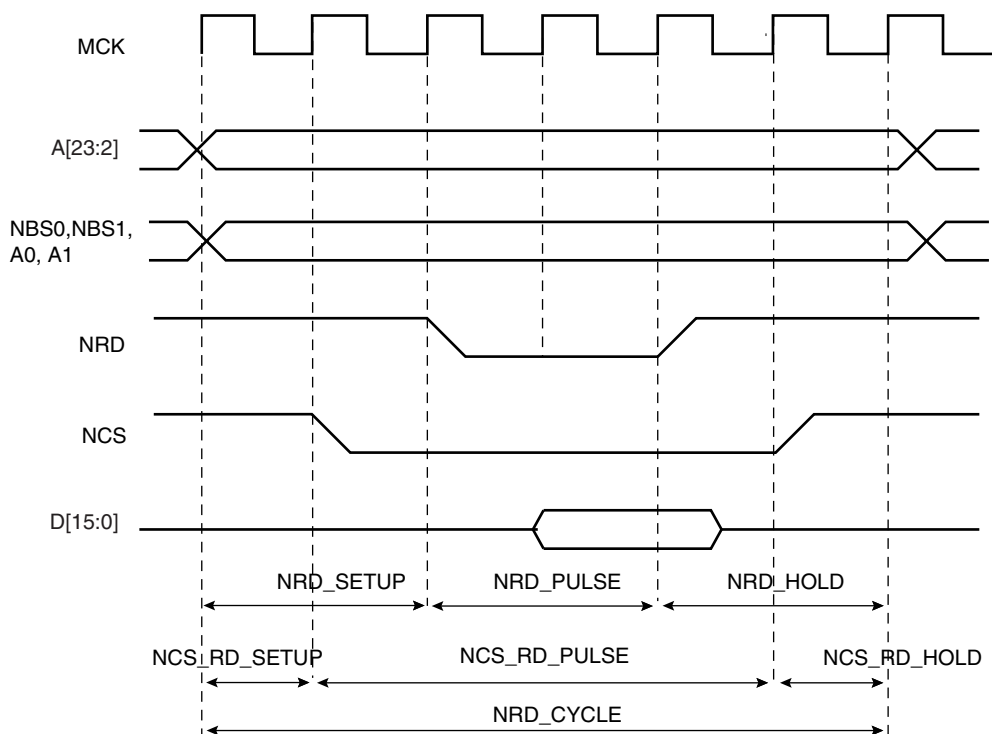 MCK
A[23:2]
NBS0,NBS1,
A0, A1
NRD
NCS
D[15:0]
NRD_SETUP NRD_PULSE NRD_HOLD
NCS_RD_SETUP NCS_RD_PULSE NCS_RD_HOLD
NRD_CYCLE